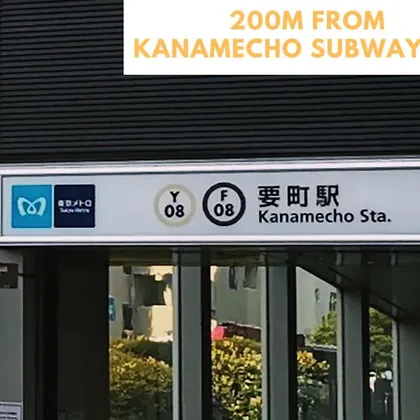 200M FROM
KANAMECHO SUBWAY
東京メトロ
Tokyo Metro
Y
08
F
08
要町駅
Kanamecho Sta.